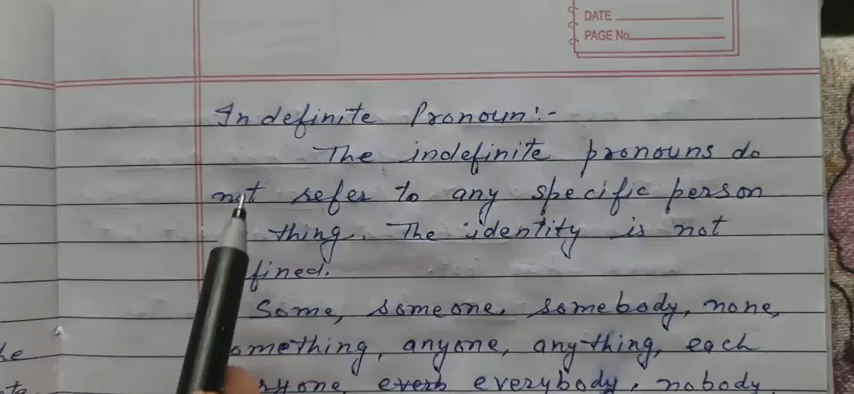 DATE
PAGE No
Indefinite Pronoun:-
The indefinite pronouns do
not refer to any specific person
thing. The identity is not
fined.
Some, someone, somebody, none,
omething, anyone, anything, each
everybody, nobody